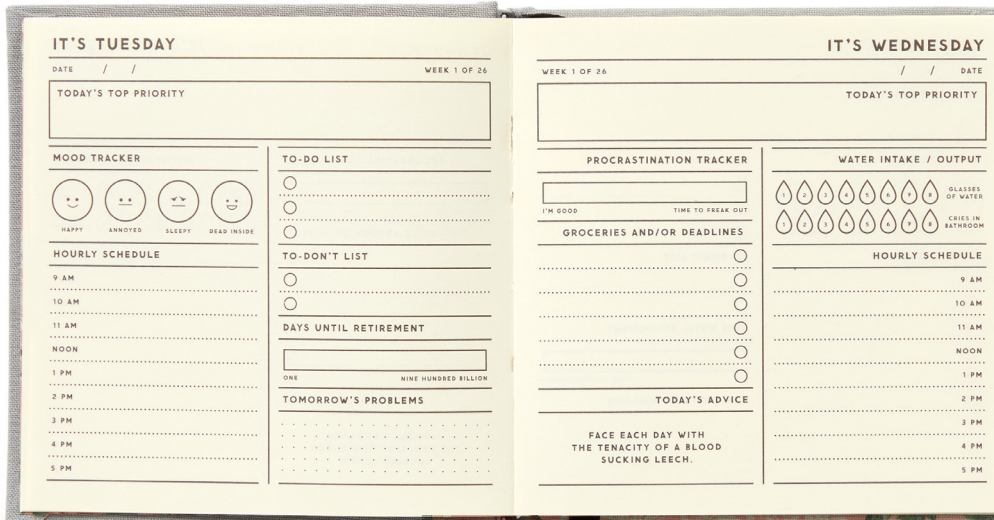 IT'S TUESDAY
DATE / / WEEK 1 OF 26
TODAY'S TOP PRIORITY
MOOD TRACKER
HAPPY ANNOYED SLEEPY DEAD INSIDE
HOURLY SCHEDULE
9 AM
10 AM
11 AM
NOON
1 PM
2 PM
3 PM
4 PM
5 PM
TO-DO LIST
TO-DON'T LIST
DAYS UNTIL RETIREMENT
ONE NINE HUNDRED BILLION
TOMORROW'S PROBLEMS
IT'S WEDNESDAY
WEEK 1 OF 26 / / DATE
TODAY'S TOP PRIORITY
PROCRASTINATION TRACKER
I'M GOOD TIME TO FREAK OUT
GROCERIES AND/OR DEADLINES
TODAY'S ADVICE
FACE EACH DAY WITH
THE TENACITY OF A BLOOD
SUCKING LEECH.
WATER INTAKE / OUTPUT
1 2 3 4 5 6 7 8 GLASSES
OF WATER
1 2 3 4 5 6 7 8 CRIES IN
BATHROOM
HOURLY SCHEDULE
9 AM
10 AM
11 AM
NOON
1 PM
2 PM
3 PM
4 PM
5 PM